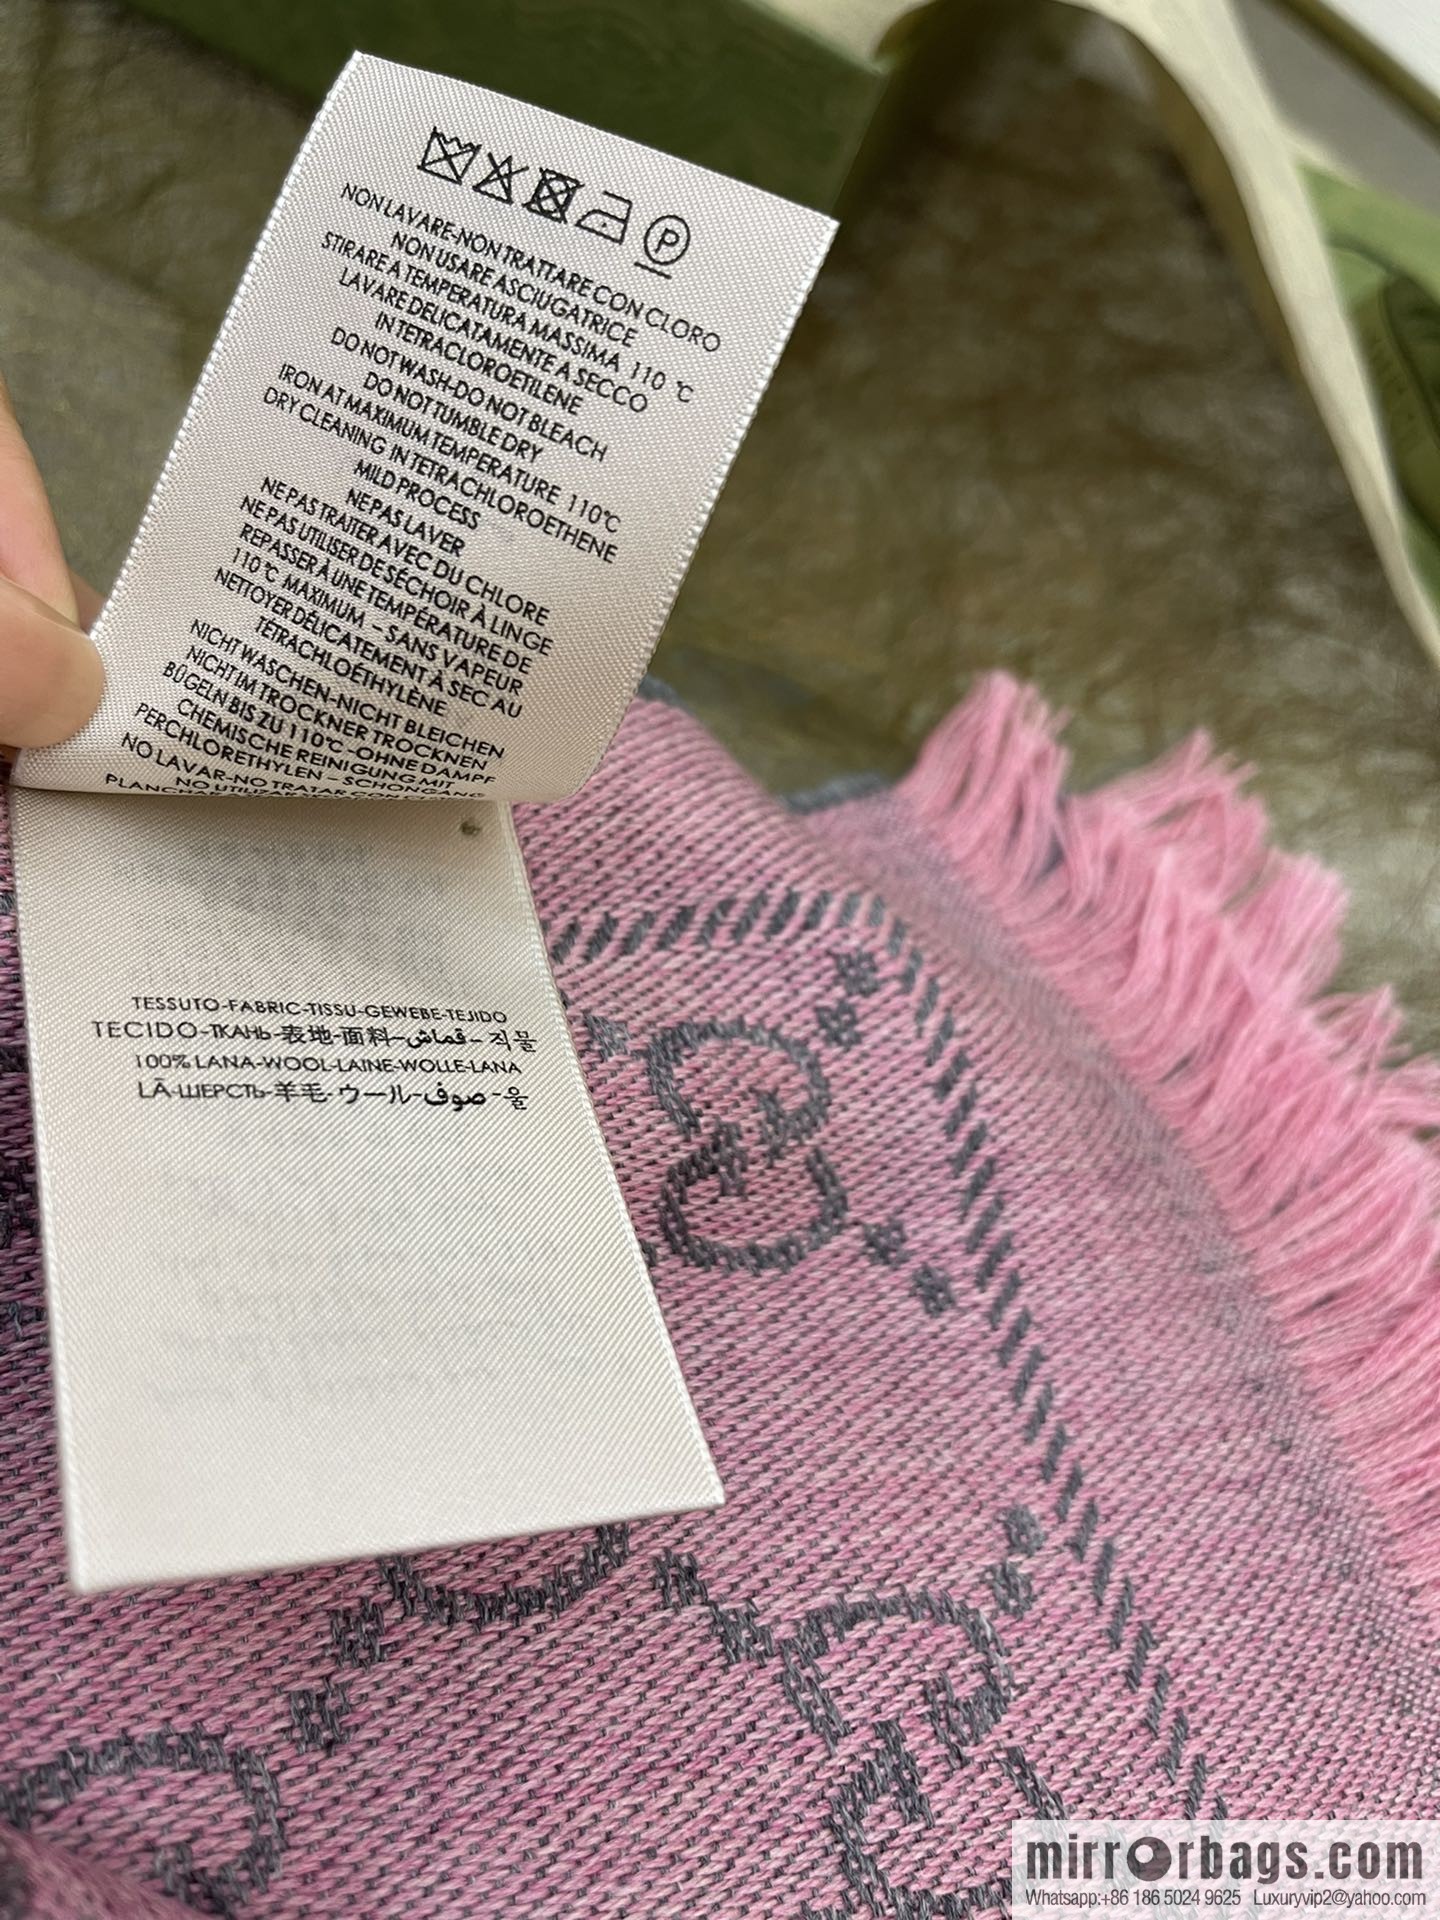 P
NON LAVARE-NON TRATTARE CON CLORO
NON USARE ASCIUGATRICE
STIRARE A TEMPERATURA MASSIMA 110 °C
LAVARE DELICATAMENTE A SECCO
IN TETRACLOROETILENE
DO NOT WASH-DO NOT BLEACH
DO NOT TUMBLE DRY
IRON AT MAXIMUM TEMPERATURE 110°C
DRY CLEANING IN TETRACHLOROETHENE
MILD PROCESS
NE PAS LAVER
NE PAS TRAITER AVEC DU CHLORE
NE PAS UTILISER DE SÉCHOIR À LINGE
REPASSER À UNE TEMPÉRATURE DE
110°C MAXIMUM – SANS VAPEUR
NETTOYER DÉLICATEMENT À SEC AU
TÉTRACHLOÉTHYLÈNE
NICHT WASCHEN-NICHT BLEICHEN
NICHT IM TROCKNER TROCKNEN
BÜGELN BIS ZU 110°C-OHNE DAMPF
CHEMISCHE REINIGUNG MIT
PERCHLORETHYLEN – SCHONGANG
NO LAVAR-NO TRATAR CON
NO UTILIZAR
TESSUTO-FABRIC-TISSU-GEWEBE-TEJIDO
TECIDO-ТКАНЬ-表地-面料-قماش-직물
100% LANA-WOOL-LAINE-WOLLE-LANA
LÃ-ШЕРСТЬ-羊毛-ウール-صوف-울
mirrorbags.com
Whatsapp:+86 186 5024 9625 Luxuryvip2@yahoo.com